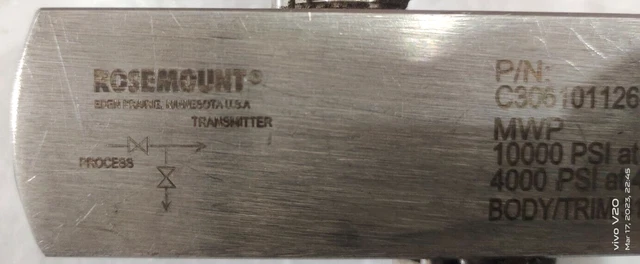 ROSEMOUNT®
EDEN PRAIRIE, MINNESOTA U.S.A
TRANSMITTER
PROCESS
P/N:
C306101126
MWP
10000 PSI at
4000 PSI at
BODY/TRIM
vivo V20
Mar 17, 2023, 22:45